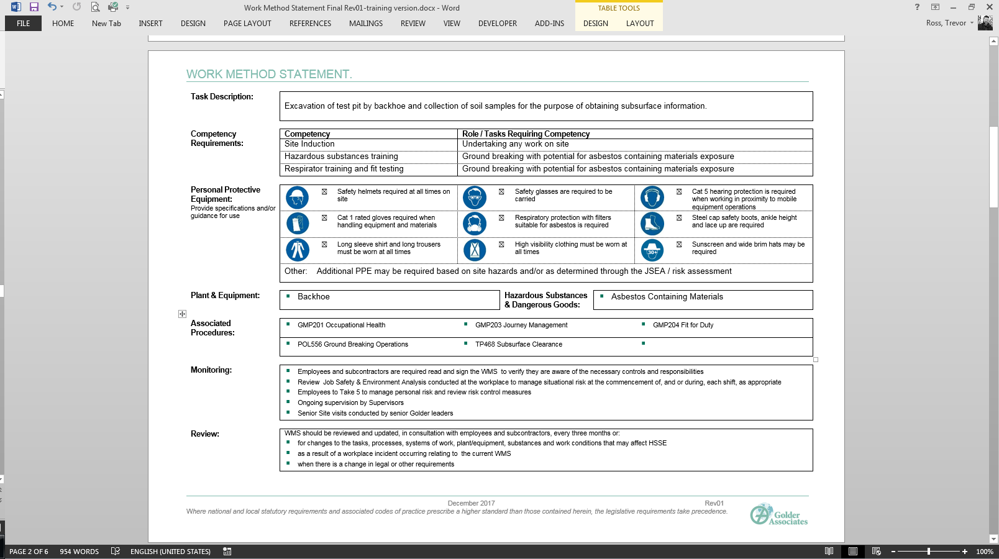 Work Method Statement Final Rev01-training version.docx - Word
TABLE TOOLS
FILE HOME New Tab INSERT DESIGN PAGE LAYOUT REFERENCES MAILINGS REVIEW VIEW DEVELOPER ADD-INS DESIGN LAYOUT
Ross, Trevor
WORK METHOD STATEMENT.
Task Description:
Excavation of test pit by backhoe and collection of soil samples for the purpose of obtaining subsurface information.
Competency
Requirements:
Competency Role / Tasks Requiring Competency
Site Induction Undertaking any work on site
Hazardous substances training Ground breaking with potential for asbestos containing materials exposure
Respirator training and fit testing Ground breaking with potential for asbestos containing materials exposure
Personal Protective
Equipment:
Provide specifications and/or
guidance for use
Safety helmets required at all times on
site
Safety glasses are required to be
carried
Cat 5 hearing protection is required
when working in proximity to mobile
equipment operations
Cat 1 rated gloves required when
handling equipment and materials
Respiratory protection with filters
suitable for asbestos is required
Steel cap safety boots, ankle height
and lace up are required
Long sleeve shirt and long trousers
must be worn at all times
High visibility clothing must be worn at
all times
30+
Sunscreen and wide brim hats may be
required
Other: Additional PPE may be required based on site hazards and/or as determined through the JSEA / risk assessment
Plant & Equipment:
Backhoe
Hazardous Substances
& Dangerous Goods:
Asbestos Containing Materials
Associated
Procedures:
GMP201 Occupational Health GMP203 Journey Management GMP204 Fit for Duty
POL556 Ground Breaking Operations TP468 Subsurface Clearance
Monitoring:
Employees and subcontractors are required read and sign the WMS  to verify they are aware of the necessary controls and responsibilities
Review  Job Safety & Environment Analysis conducted at the workplace to manage situational risk at the commencement of, and or during, each shift, as appropriate
Employees to Take 5 to manage personal risk and review risk control measures
Ongoing supervision by Supervisors
Senior Site visits conducted by senior Golder leaders
Review:
WMS should be reviewed and updated, in consultation with employees and subcontractors, every three months or:
for changes to the tasks, processes, systems of work, plant/equipment, substances and work conditions that may affect HSSE
as a result of a workplace incident occurring relating to  the current WMS
when there is a change in legal or other requirements
December 2017 Rev01
Where national and local statutory requirements and associated codes of practice prescribe a higher standard than those contained herein, the legislative requirements take precedence.
Golder
Associates
PAGE 2 OF 6 954 WORDS ENGLISH (UNITED STATES) 100%